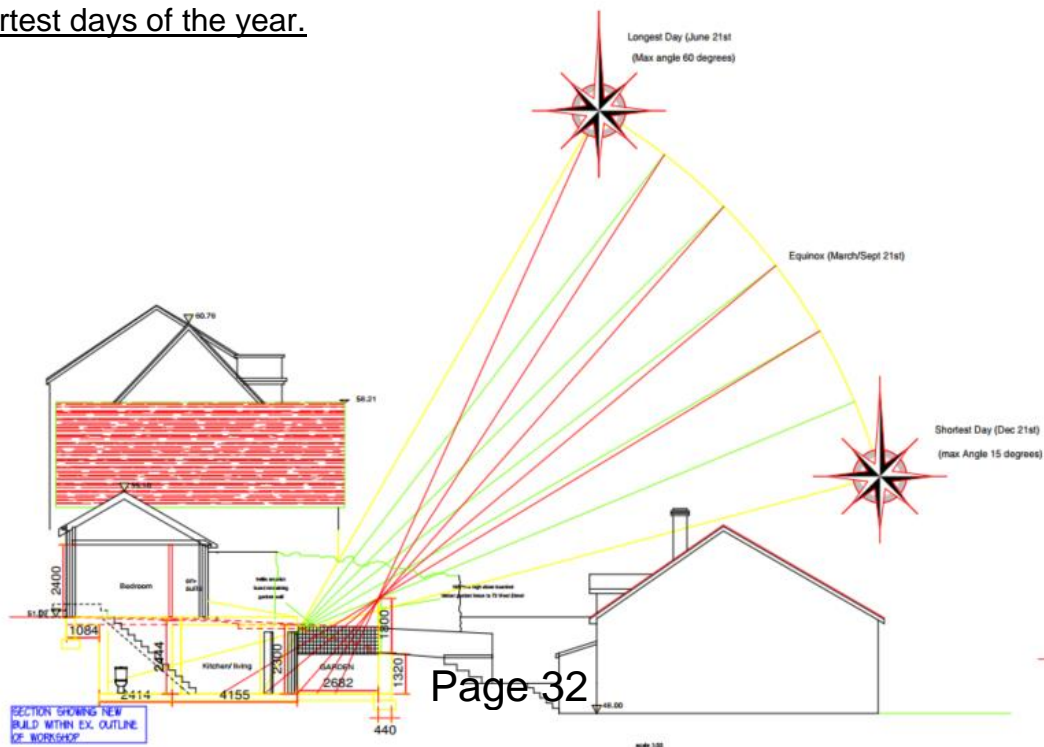 rtest days of the year.
Longest Day (June 21st
(Max angle 60 degrees)
Equinox (March/Sept 21st)
60.76
58.21
Shortest Day (Dec 21st)
(max Angle 15 degrees)
2400
Bedroom
1084
2444
Kitchen/ living
2300
GARDEN
1800
1320
2414
4155
2682
440
Page 32
46.00
SECTION SHOWING NEW
BUILD WITHIN EX. OUTLINE
OF WORKSHOP